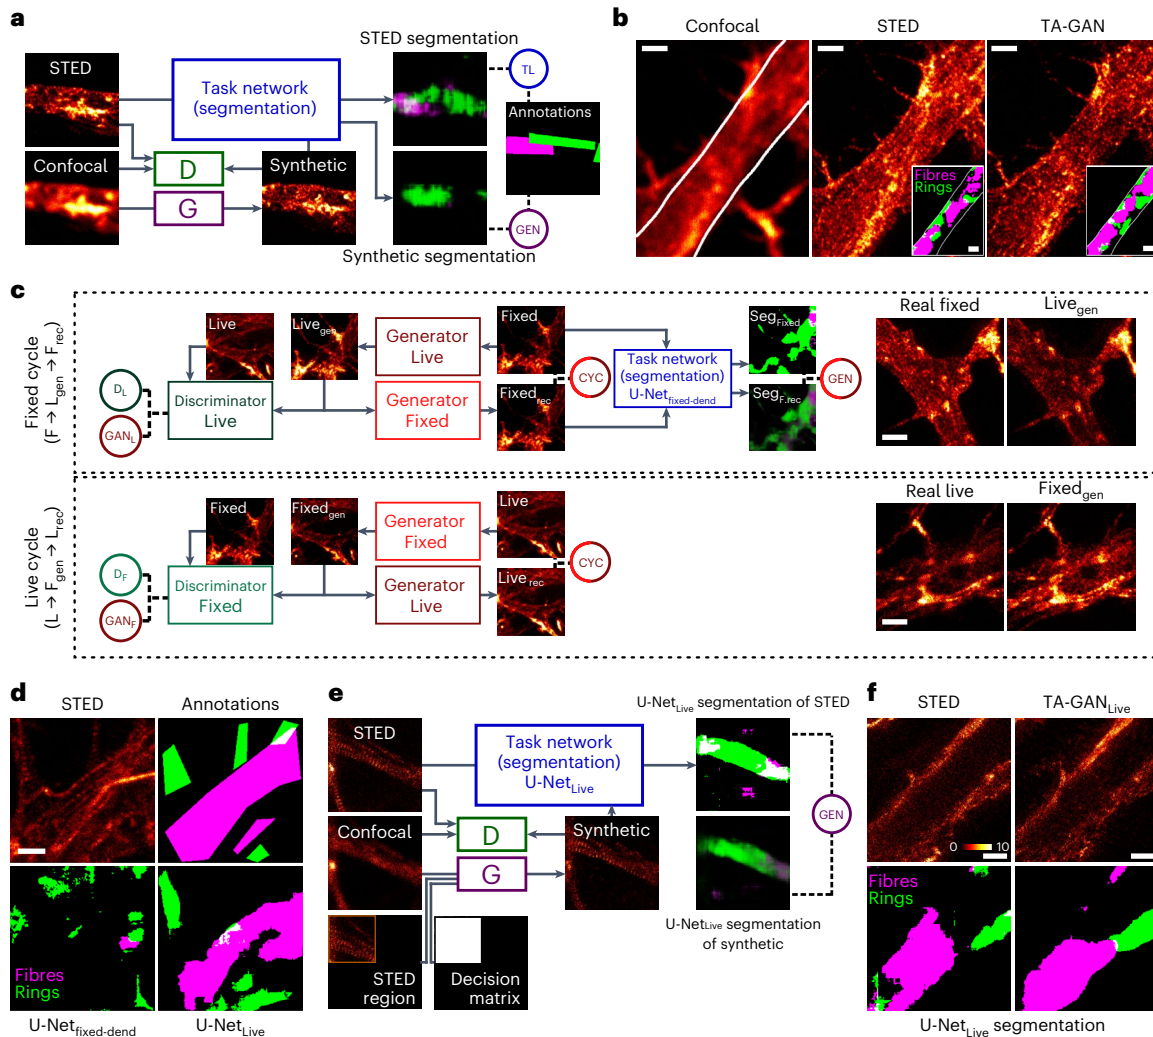 a
STED segmentation
STED
Task network
(segmentation)
TL
Annotations
Confocal
D
Synthetic
G
GEN
Synthetic segmentation
b
Confocal
STED
TA-GAN
Fibres
Rings
c
Fixed cycle
(F → Lgen → Frec)
Live
Livegen
Generator
Live
Fixed
SegFixed
Real fixed
Livegen
DL
GANL
Discriminator
Live
Generator
Fixed
Fixedrec
CYC
Task network
(segmentation)
U-Netfixed-dend
SegF.rec
GEN
Live cycle
(L → Fgen → Lrec)
Fixed
Fixedgen
Generator
Fixed
Live
Real live
Fixedgen
DF
GANF
Discriminator
Fixed
Generator
Live
Liverec
CYC
d
STED
Annotations
Fibres
Rings
U-Netfixed-dend
U-NetLive
e
U-NetLive segmentation of STED
STED
Task network
(segmentation)
U-NetLive
Confocal
D
Synthetic
G
GEN
STED
region
Decision
matrix
U-NetLive segmentation
of synthetic
f
STED
TA-GANLive
0 10
Fibres
Rings
U-NetLive segmentation